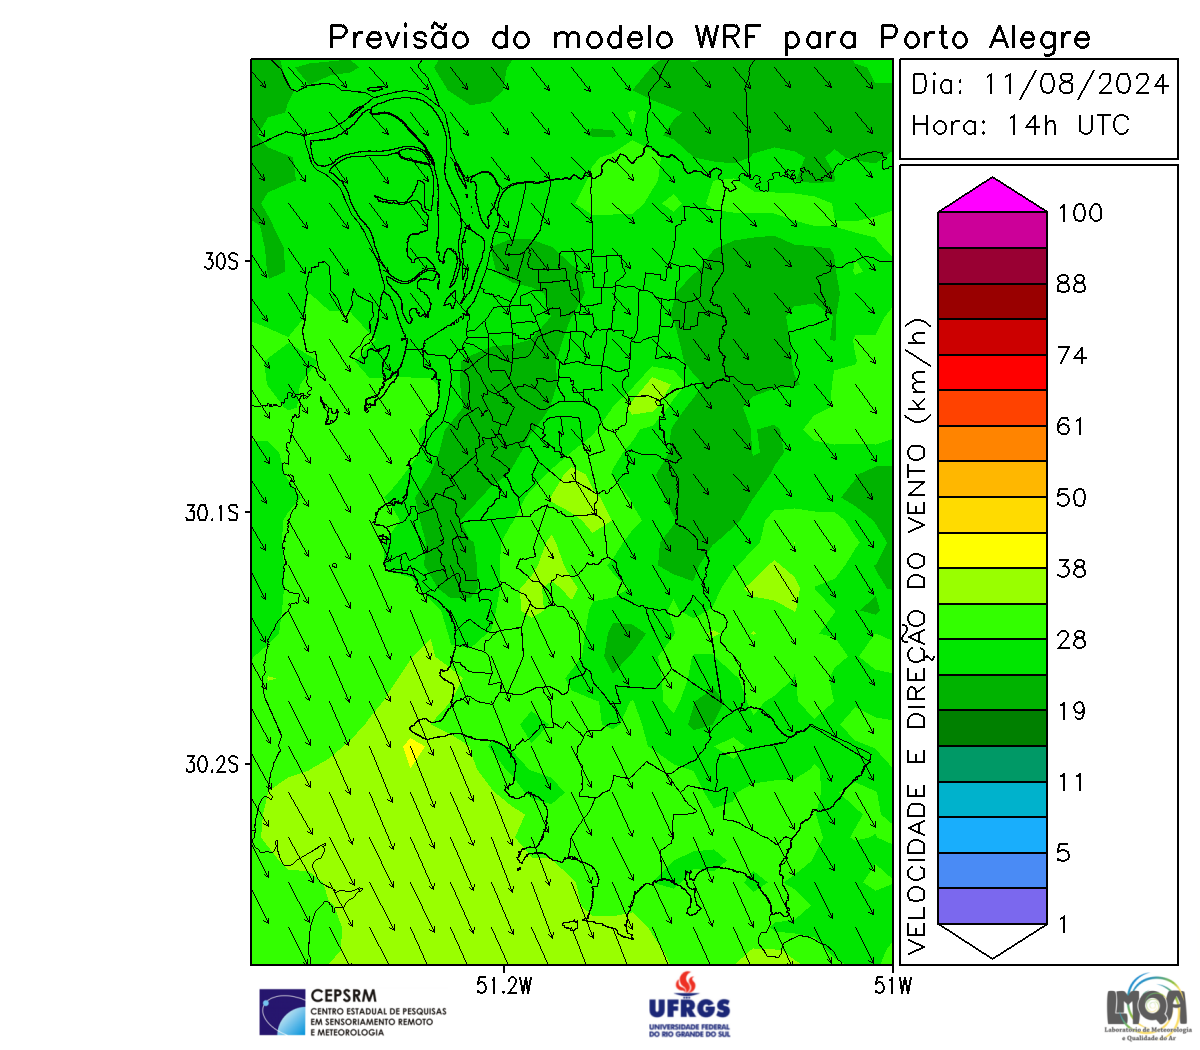 Previsão do modelo WRF para Porto Alegre
Dia: 11/08/2024
Hora: 14h UTC
30S
30.1S
30.2S
51.2W
51W
VELOCIDADE E DIREÇÃO DO VENTO (km/h)
100
88
74
61
50
38
28
19
11
5
1
CEPSRM
CENTRO ESTADUAL DE PESQUISAS
EM SENSORIAMENTO REMOTO
E METEOROLOGIA
UFRGS
UNIVERSIDADE FEDERAL
DO RIO GRANDE DO SUL
LMQA
Laboratório de Meteorologia
e Qualidade do Ar